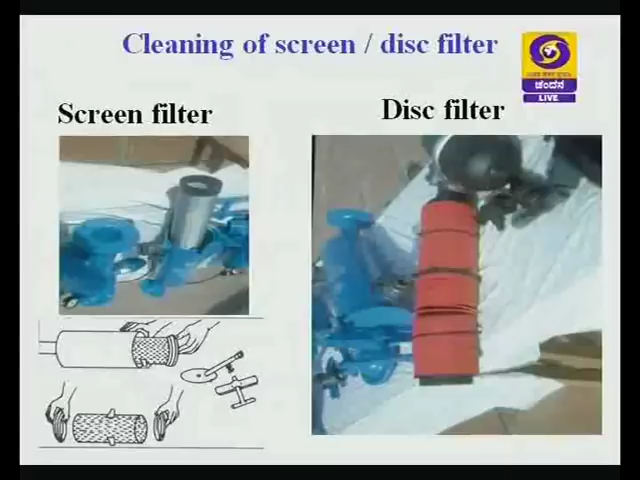 Cleaning of screen / disc filter
ಚಂದನ
LIVE
Screen filter
Disc filter